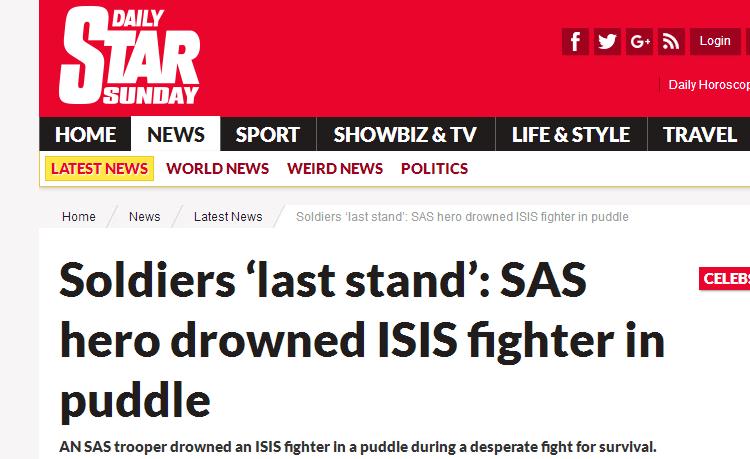 DAILY
STAR
SUNDAY
Login
HOME NEWS SPORT SHOWBIZ & TV LIFE & STYLE TRAVEL
LATEST NEWS WORLD NEWS WEIRD NEWS POLITICS
Home News Latest News Soldiers ‘last stand’: SAS hero drowned ISIS fighter in puddle
Soldiers ‘last stand’: SAS
hero drowned ISIS fighter in
puddle
AN SAS trooper drowned an ISIS fighter in a puddle during a desperate fight for survival.
f G+
Daily Horoscop
CELEBS